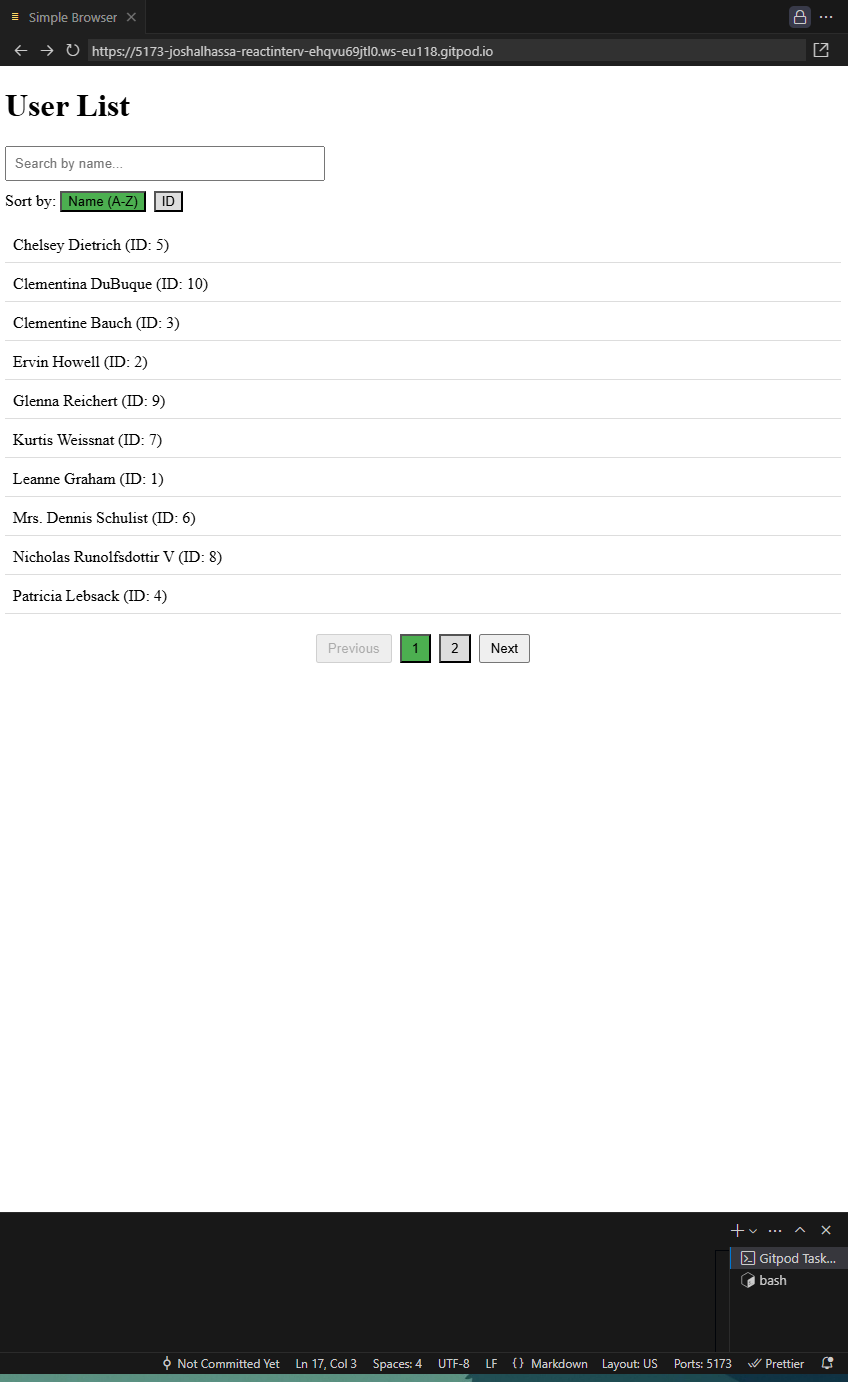 Simple Browser
https://5173-joshalhassa-reactinterv-ehqvu69jtl0.ws-eu118.gitpod.io
User List
Search by name...
Sort by: Name (A-Z) ID
Chelsey Dietrich (ID: 5)
Clementina DuBuque (ID: 10)
Clementine Bauch (ID: 3)
Ervin Howell (ID: 2)
Glenna Reichert (ID: 9)
Kurtis Weissnat (ID: 7)
Leanne Graham (ID: 1)
Mrs. Dennis Schulist (ID: 6)
Nicholas Runolfsdottir V (ID: 8)
Patricia Lebsack (ID: 4)
Previous 1 2 Next
Gitpod Task...
bash
Not Committed Yet Ln 17, Col 3 Spaces: 4 UTF-8 LF {} Markdown Layout: US Ports: 5173 Prettier